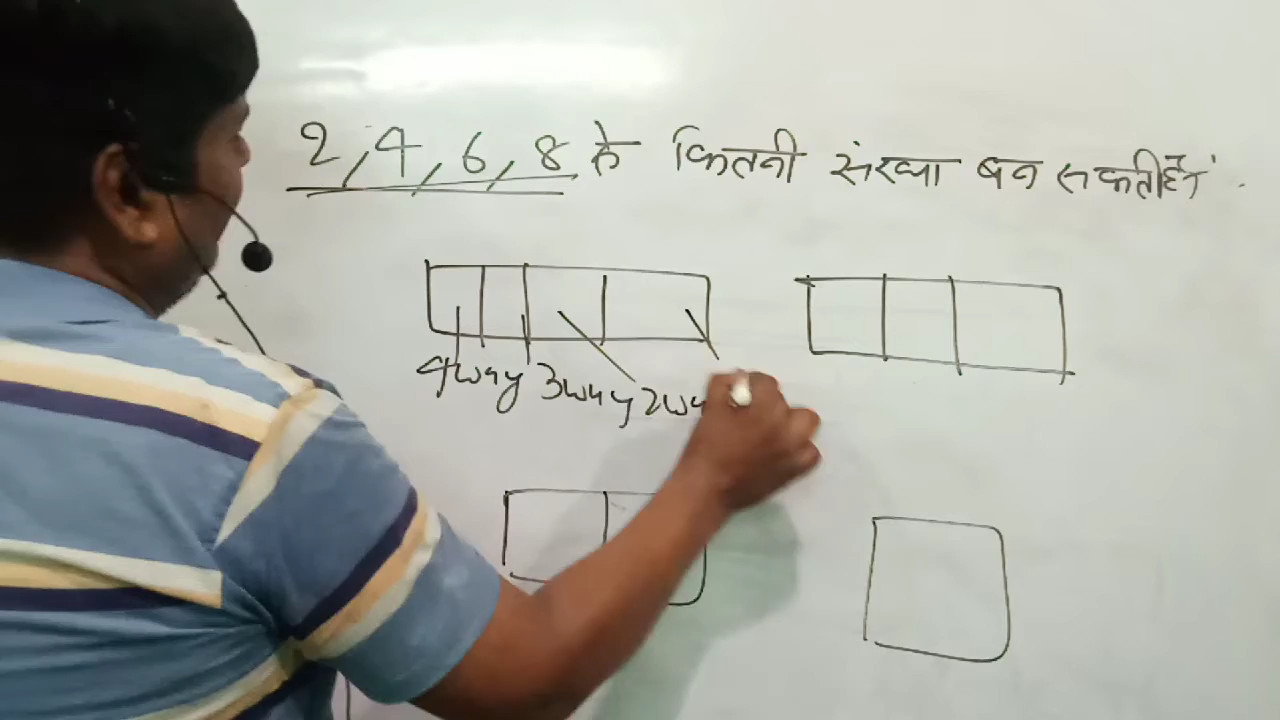 2, 4, 6, 8 से कितनी संख्या बन सकती हैं
4way 3way 2wa